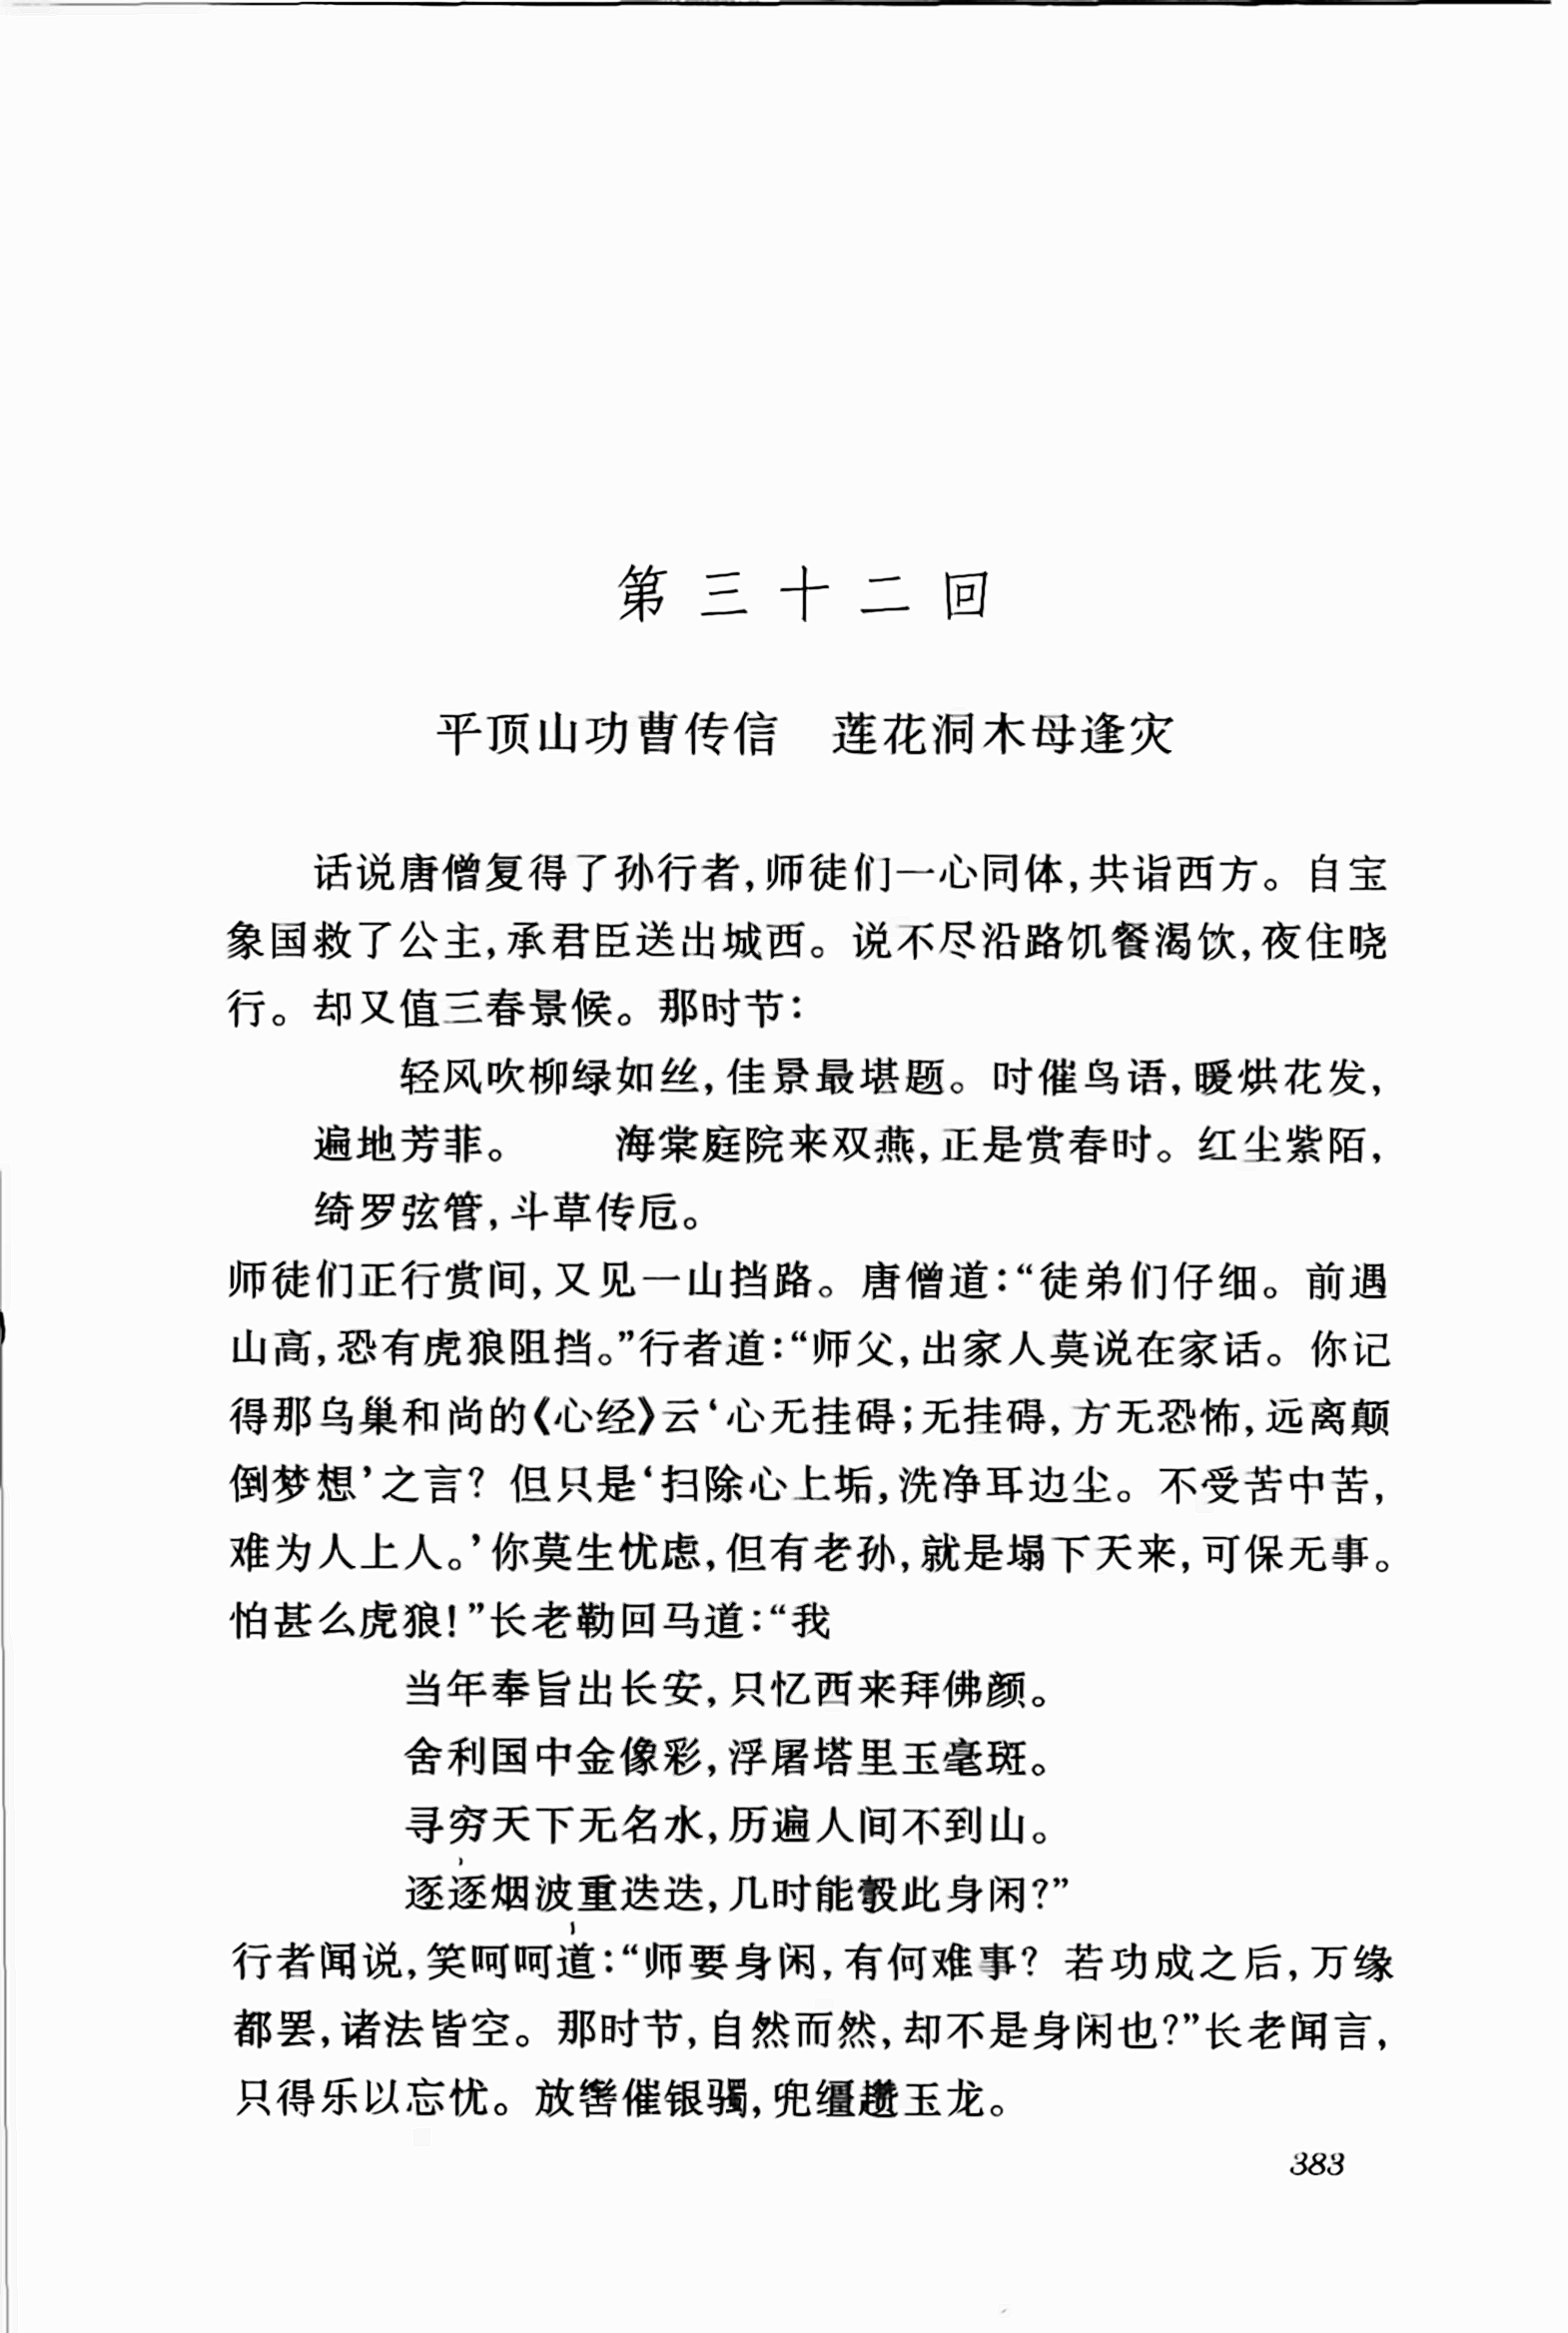 第三十二回
平顶山功曹传信　莲花洞木母逢灾
话说唐僧复得了孙行者,师徒们一心同体,共诣西方。自宝
象国救了公主,承君臣送出城西。说不尽沿路饥餐渴饮,夜住晓
行。却又值三春景候。那时节:
轻风吹柳绿如丝,佳景最堪题。时催鸟语,暖烘花发,
遍地芳菲。　　海棠庭院来双燕,正是赏春时。红尘紫陌,
绮罗弦管,斗草传卮。
师徒们正行赏间,又见一山挡路。唐僧道:“徒弟们仔细。前遇
山高,恐有虎狼阻挡。”行者道:“师父,出家人莫说在家话。你记
得那乌巢和尚的《心经》云‘心无挂碍;无挂碍,方无恐怖,远离颠
倒梦想’之言? 但只是‘扫除心上垢,洗净耳边尘。不受苦中苦,
难为人上人。’你莫生忧虑,但有老孙,就是塌下天来,可保无事。
怕甚么虎狼!”长老勒回马道:“我
当年奉旨出长安,只忆西来拜佛颜。
舍利国中金像彩,浮屠塔里玉毫斑。
寻穷天下无名水,历遍人间不到山。
逐逐烟波重迭迭,几时能彀此身闲?”
行者闻说,笑呵呵道:“师要身闲,有何难事? 若功成之后,万缘
都罢,诸法皆空。那时节,自然而然,却不是身闲也?”长老闻言,
只得乐以忘忧。放辔催银𬴊,兜缰趱玉龙。
383